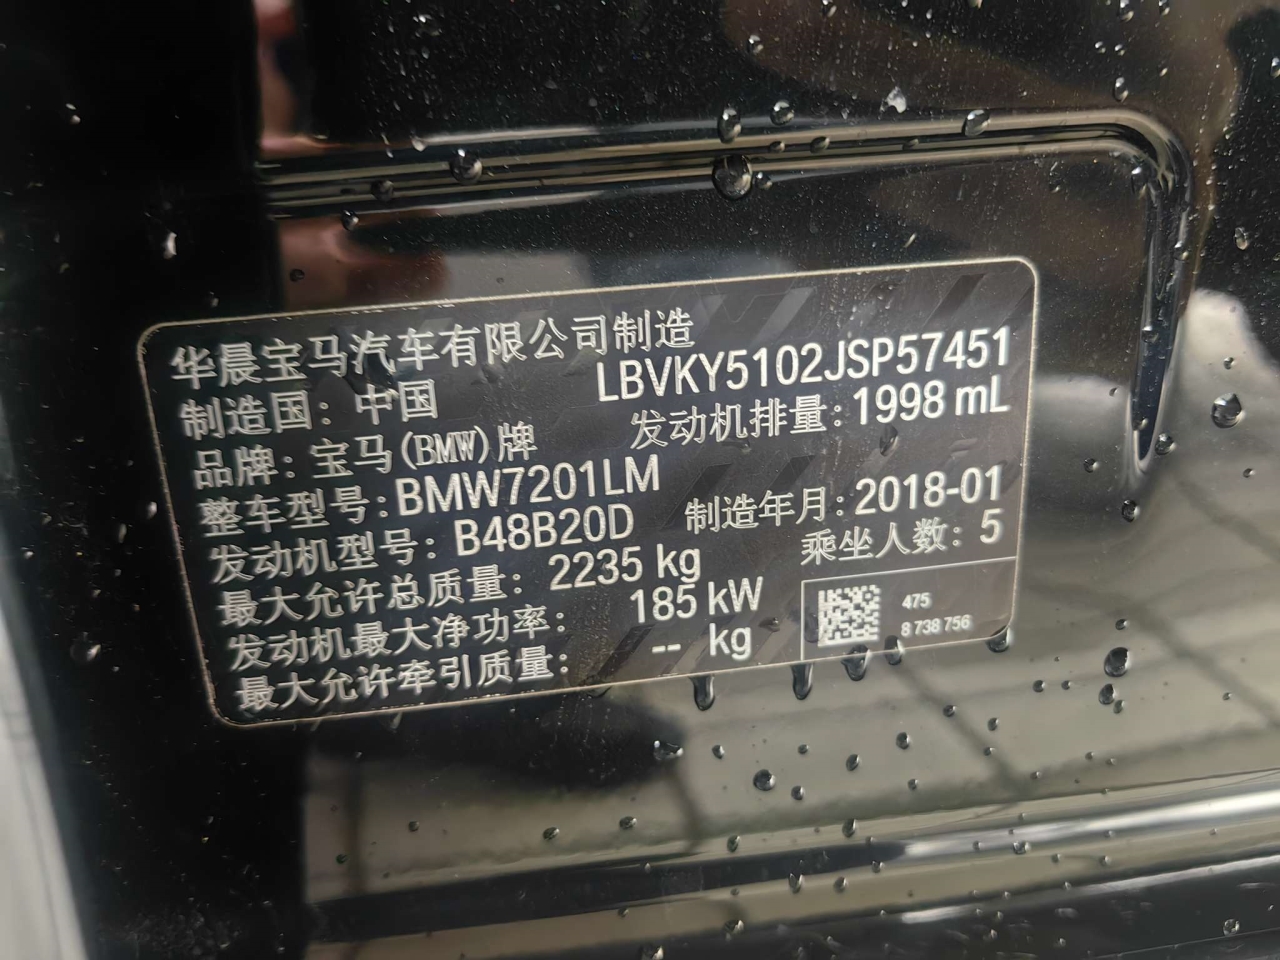 华晨宝马汽车有限公司制造
制造国：中国 LBVKY5102JSP57451
品牌：宝马(BMW)牌 发动机排量：1998 mL
整车型号：BMW7201LM
发动机型号：B48B20D 制造年月：2018-01
最大允许总质量：2235 kg 乘坐人数：5
发动机最大净功率：185 kW
最大允许牵引质量：-- kg
475
8 738 756